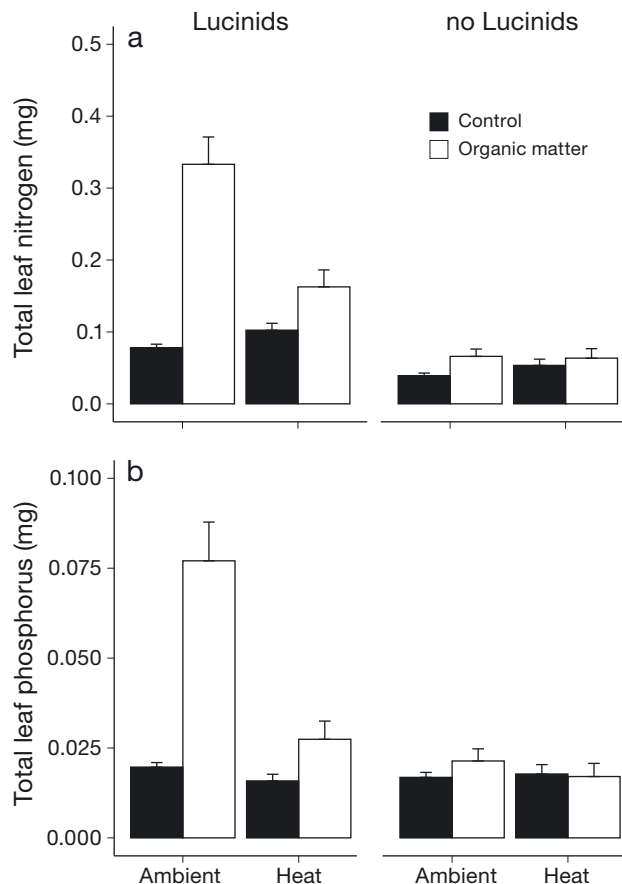 Lucinids no Lucinids
a
Total leaf nitrogen (mg)
0.5
0.4
0.3
0.2
0.1
0.0
Control
Organic matter
b
Total leaf phosphorus (mg)
0.100
0.075
0.050
0.025
0.000
Ambient Heat Ambient Heat